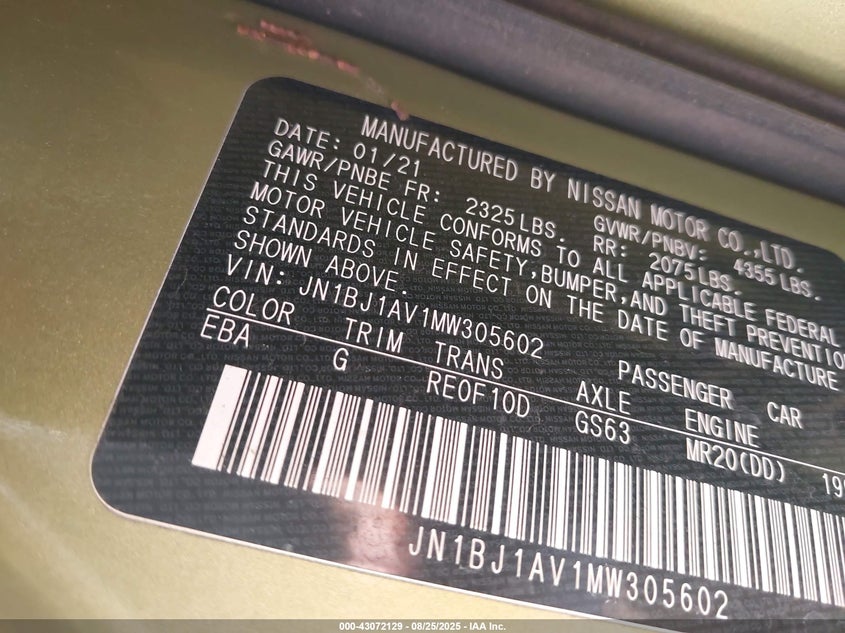 MANUFACTURED BY NISSAN MOTOR CO.,LTD.
DATE: 01/21 GVWR/PNBV: 4355LBS.
GAWR/PNBE FR: 2325LBS. RR: 2075LBS.
THIS VEHICLE CONFORMS TO ALL APPLICABLE FEDERAL
MOTOR VEHICLE SAFETY,BUMPER,AND THEFT PREVENTION
STANDARDS IN EFFECT ON THE DATE OF MANUFACTURE
SHOWN ABOVE.
VIN: JN1BJ1AV1MW305602 PASSENGER CAR
COLOR TRIM TRANS AXLE ENGINE
EBA G RE0F10D GS63 MR20(DD) 19
JN1BJ1AV1MW305602
000-43072129 - 08/25/2025 - IAA Inc.